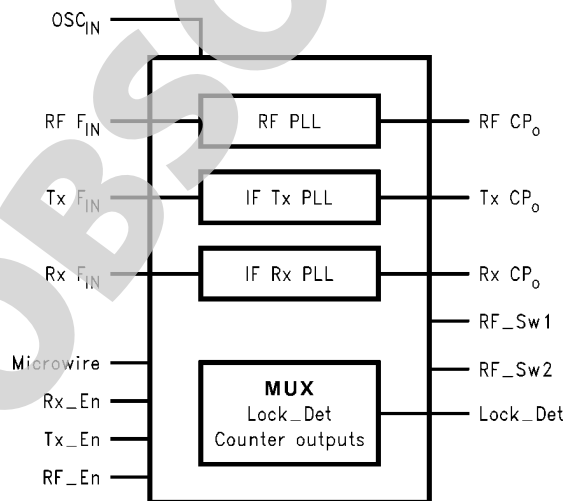 OSC_IN
RF F_IN
RF PLL
RF CP_o
Tx F_IN
IF Tx PLL
Tx CP_o
Rx F_IN
IF Rx PLL
Rx CP_o
RF_Sw1
Microwire
RF_Sw2
Rx_En
MUX
Lock_Det
Counter outputs
Lock_Det
Tx_En
RF_En
OBSO